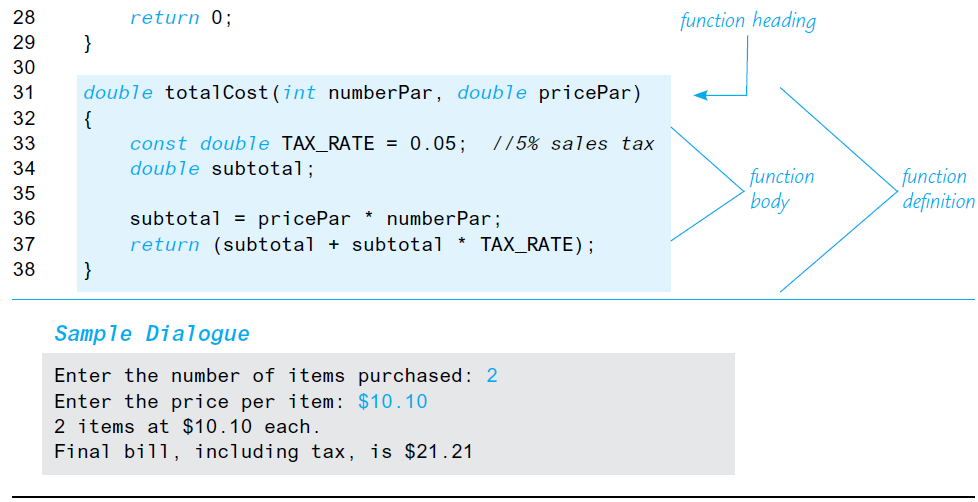 28 return 0;
function heading
29 }
30
31 double totalCost(int numberPar, double pricePar)
32 {
33 const double TAX_RATE = 0.05; //5% sales tax
34 double subtotal;
function body
function definition
35
36 subtotal = pricePar * numberPar;
37 return (subtotal + subtotal * TAX_RATE);
38 }
Sample Dialogue
Enter the number of items purchased: 2
Enter the price per item: $10.10
2 items at $10.10 each.
Final bill, including tax, is $21.21